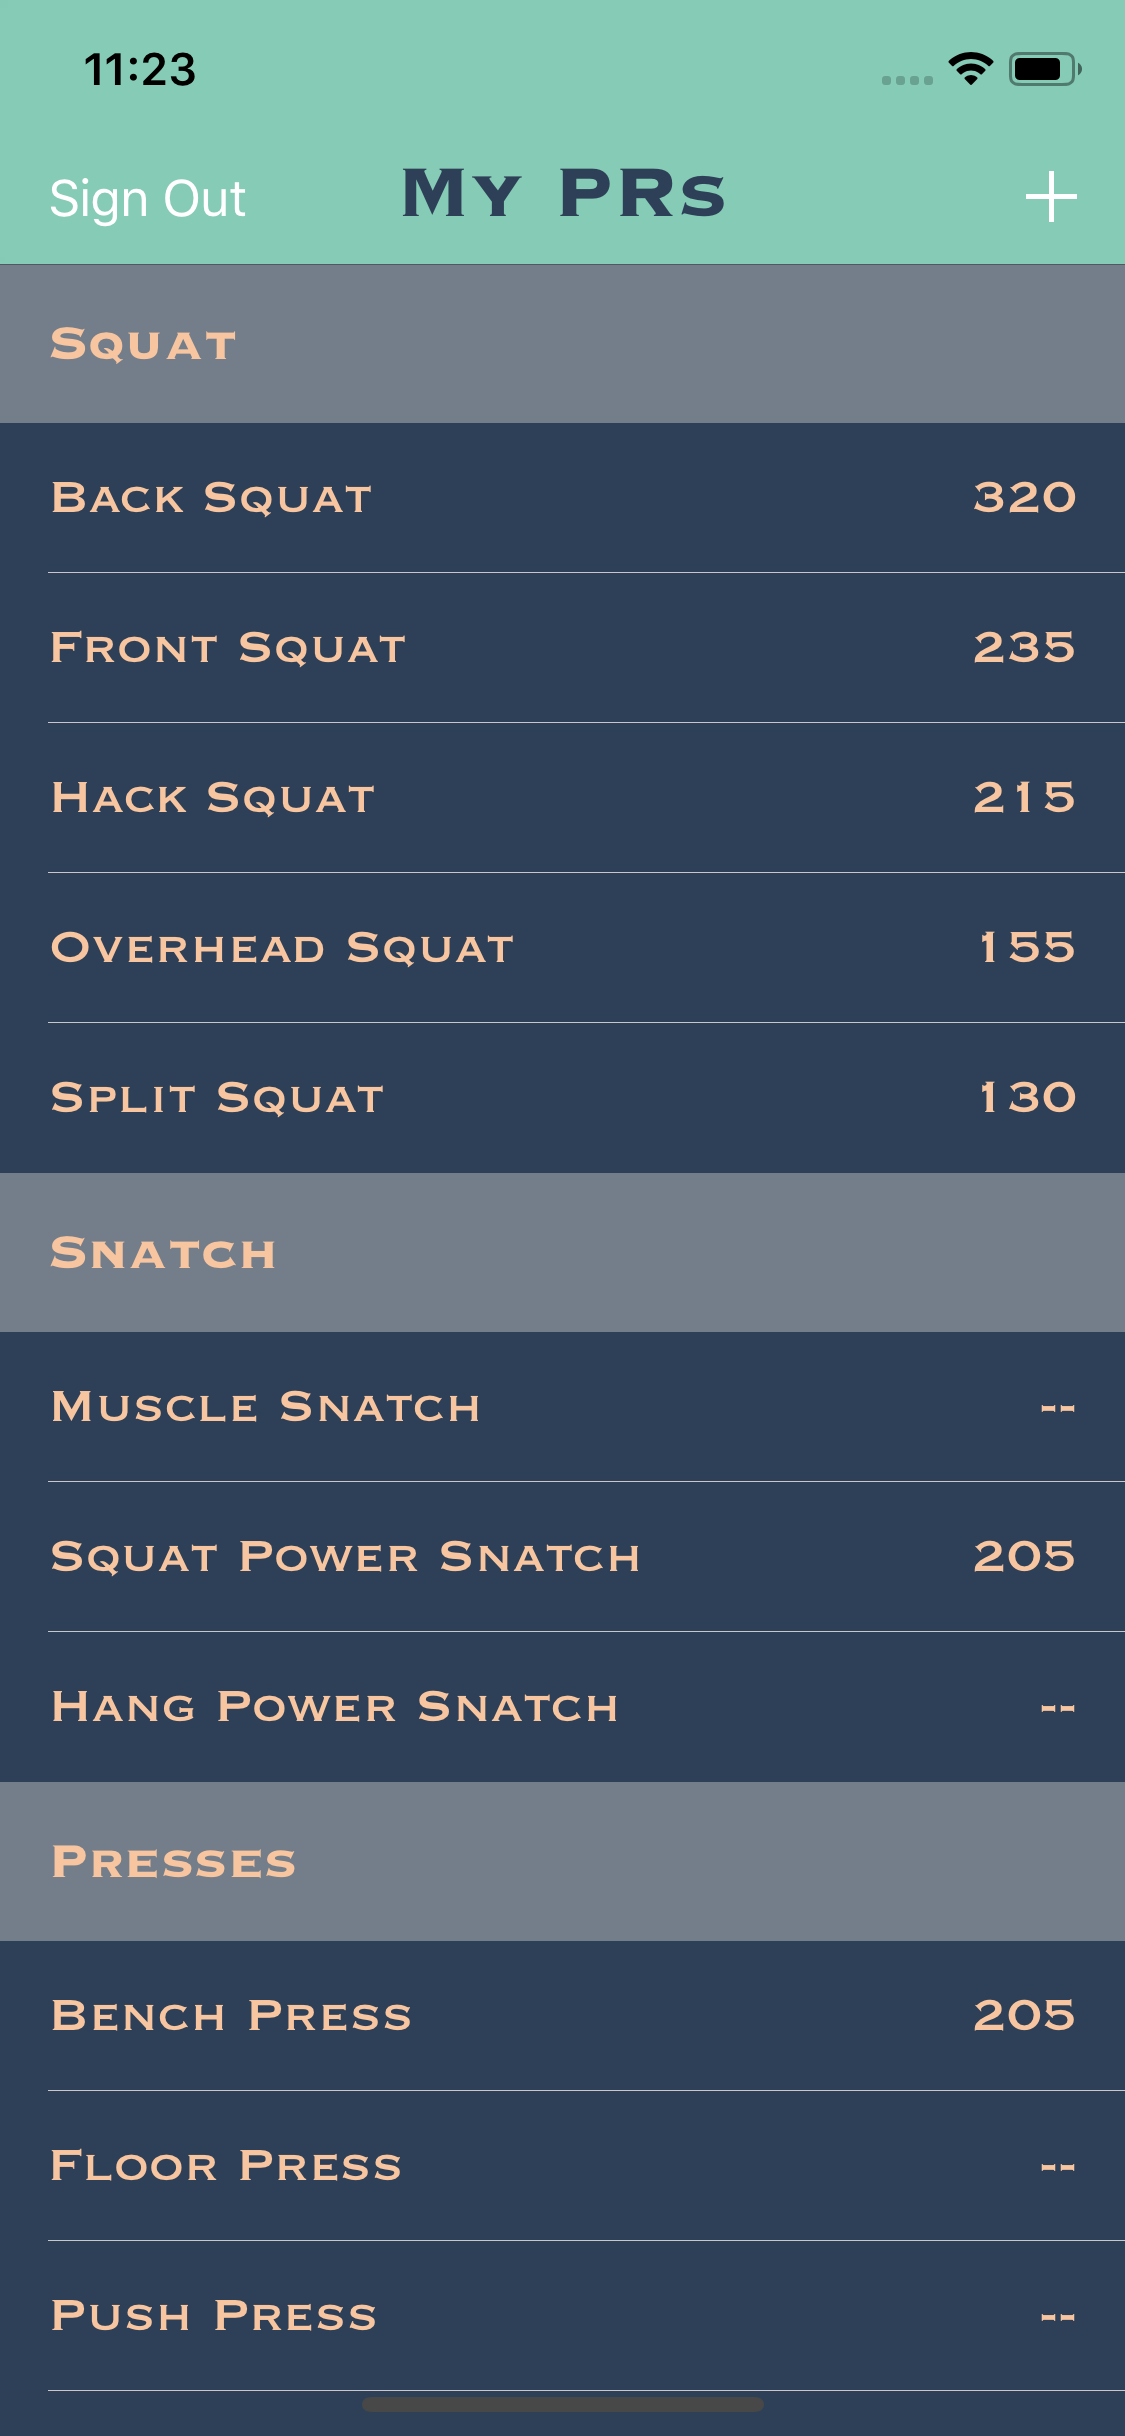 11:23
Sign Out My PRs +
Squat
Back Squat 320
Front Squat 235
Hack Squat 215
Overhead Squat 155
Split Squat 130
Snatch
Muscle Snatch --
Squat Power Snatch 205
Hang Power Snatch --
Presses
Bench Press 205
Floor Press --
Push Press --